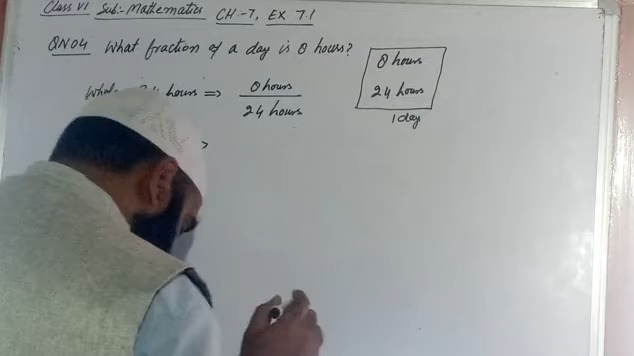 Class VI Sub:- Mathematics CH-7, EX 7.1
QNO4 What fraction of a day is 8 hours?
8 hours
24 hours
1 day
hours => 8 hours
24 hours
>